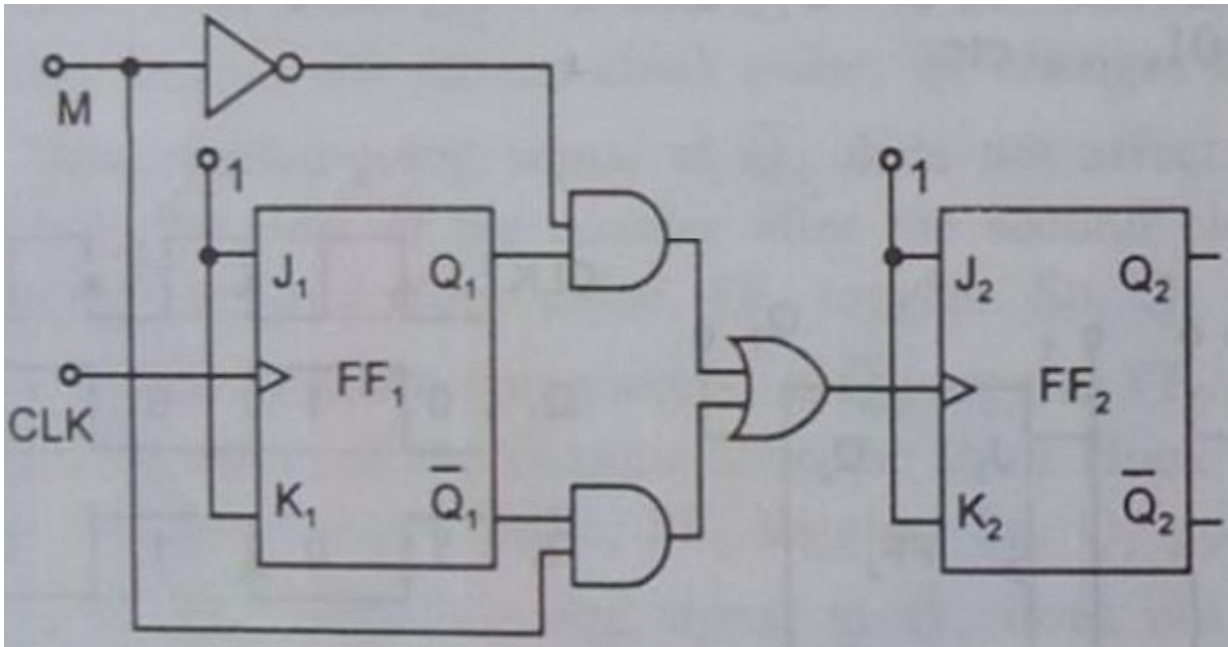 M
1
1
J₁ Q₁
J₂ Q₂
FF₁
FF₂
CLK
K₁ Q̅₁
K₂ Q̅₂